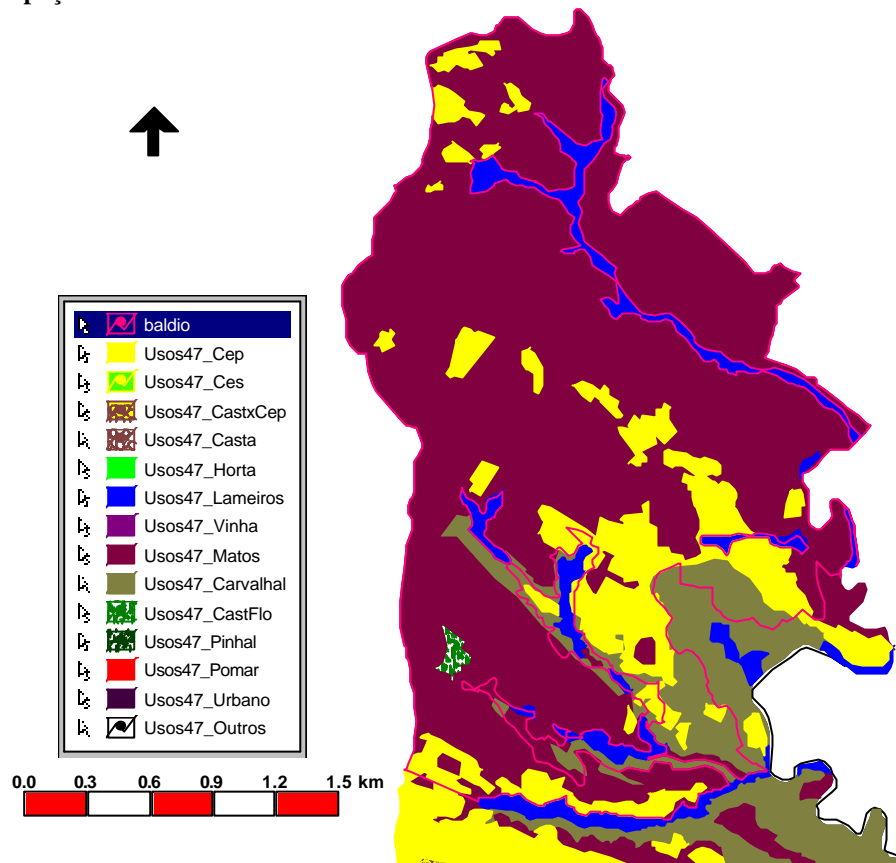 baldio
Usos47_Cep
Usos47_Ces
Usos47_CastxCep
Usos47_Casta
Usos47_Horta
Usos47_Lameiros
Usos47_Vinha
Usos47_Matos
Usos47_Carvalhal
Usos47_CastFlo
Usos47_Pinhal
Usos47_Pomar
Usos47_Urbano
Usos47_Outros
0.0 0.3 0.6 0.9 1.2 1.5 km